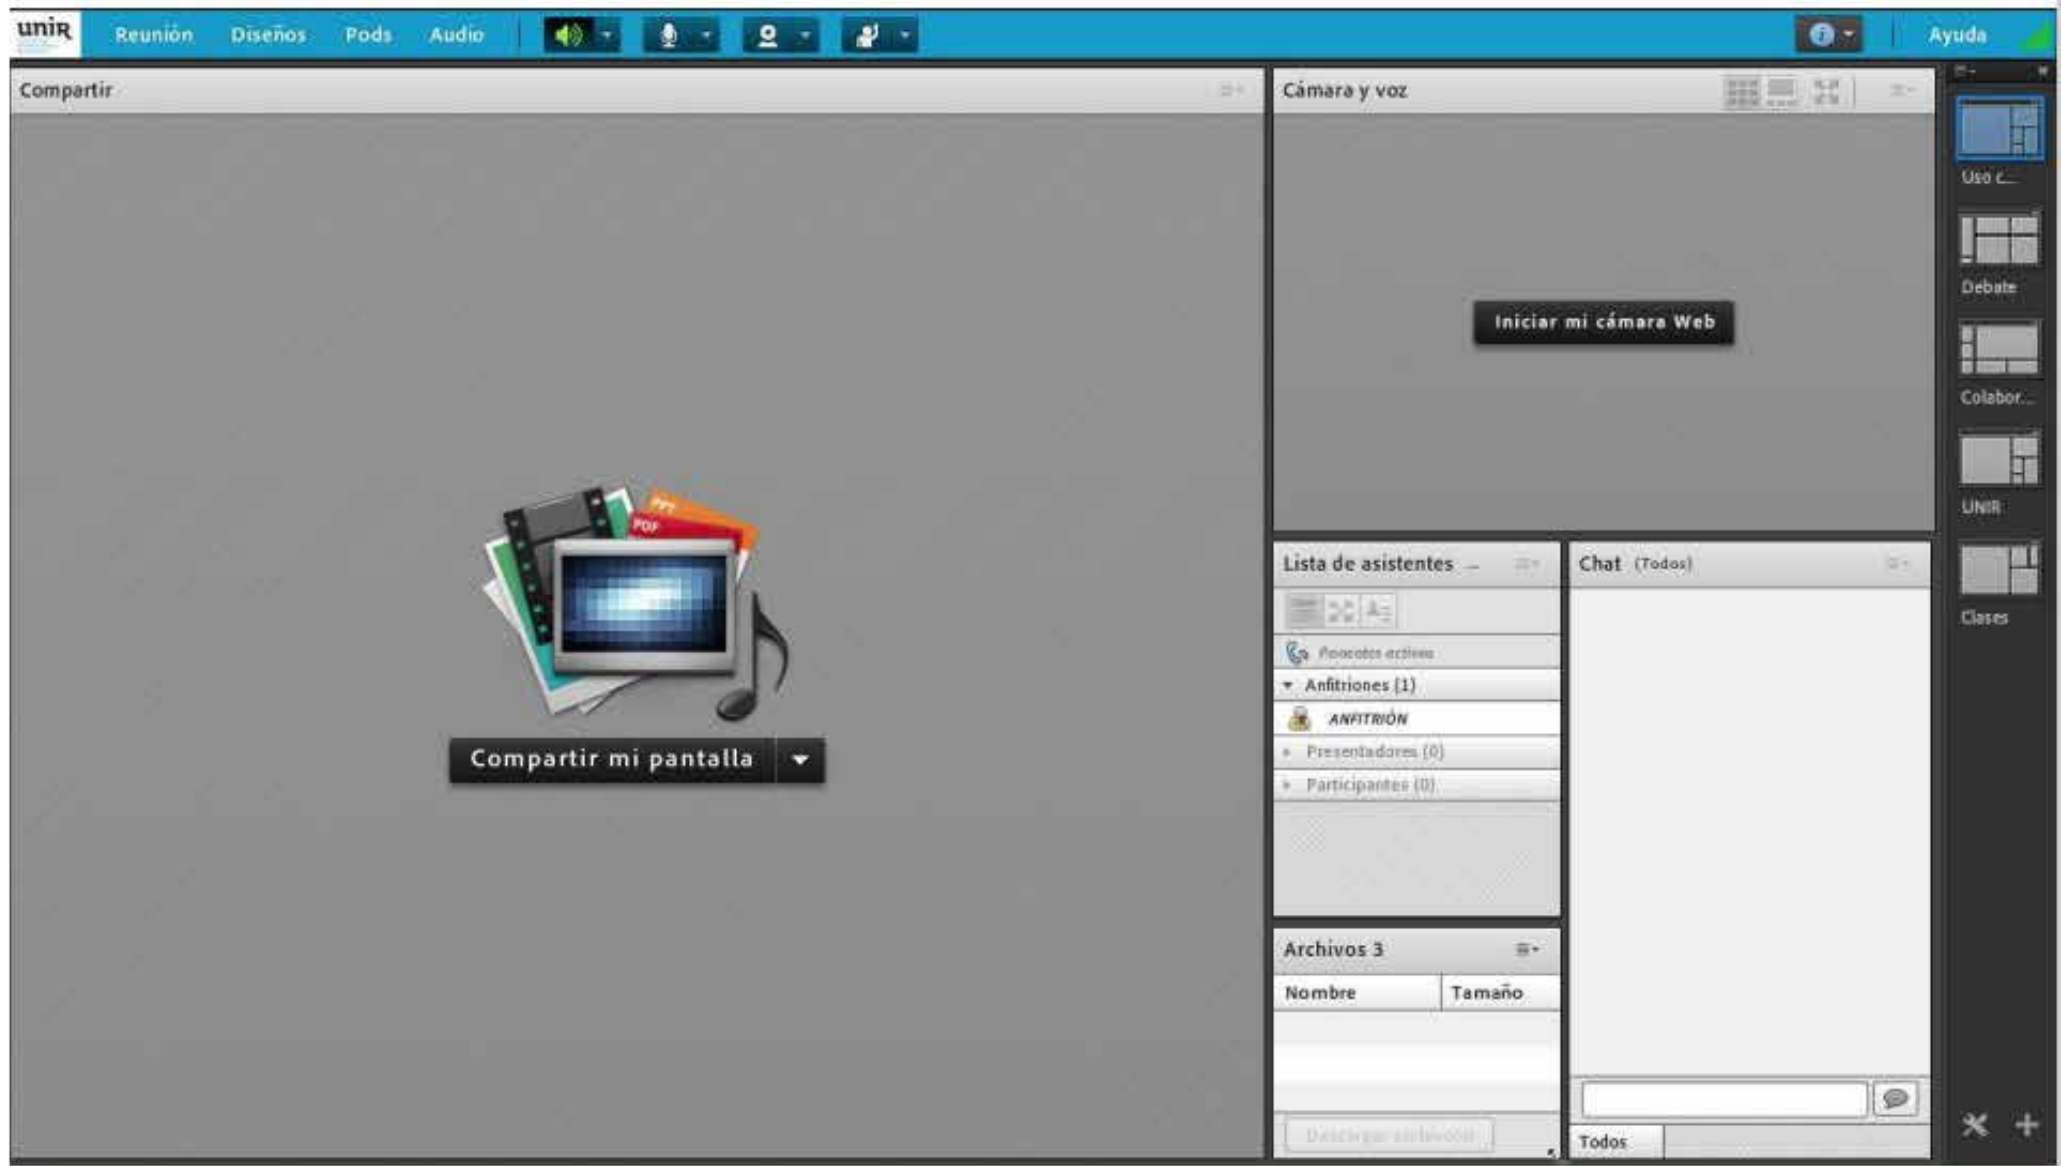 uniR
Reunión Diseños Pods Audio Ayuda
Compartir
PPT
PDF
Compartir mi pantalla
Cámara y voz
Iniciar mi cámara Web
Lista de asistentes ...
Ponentes activos
Anfitriones (1)
ANFITRIÓN
Presentadores (0)
Participantes (0)
Archivos 3
Nombre Tamaño
Chat (Todos)
Todos
Uso c...
Debate
Colabor...
UNIR
Clases